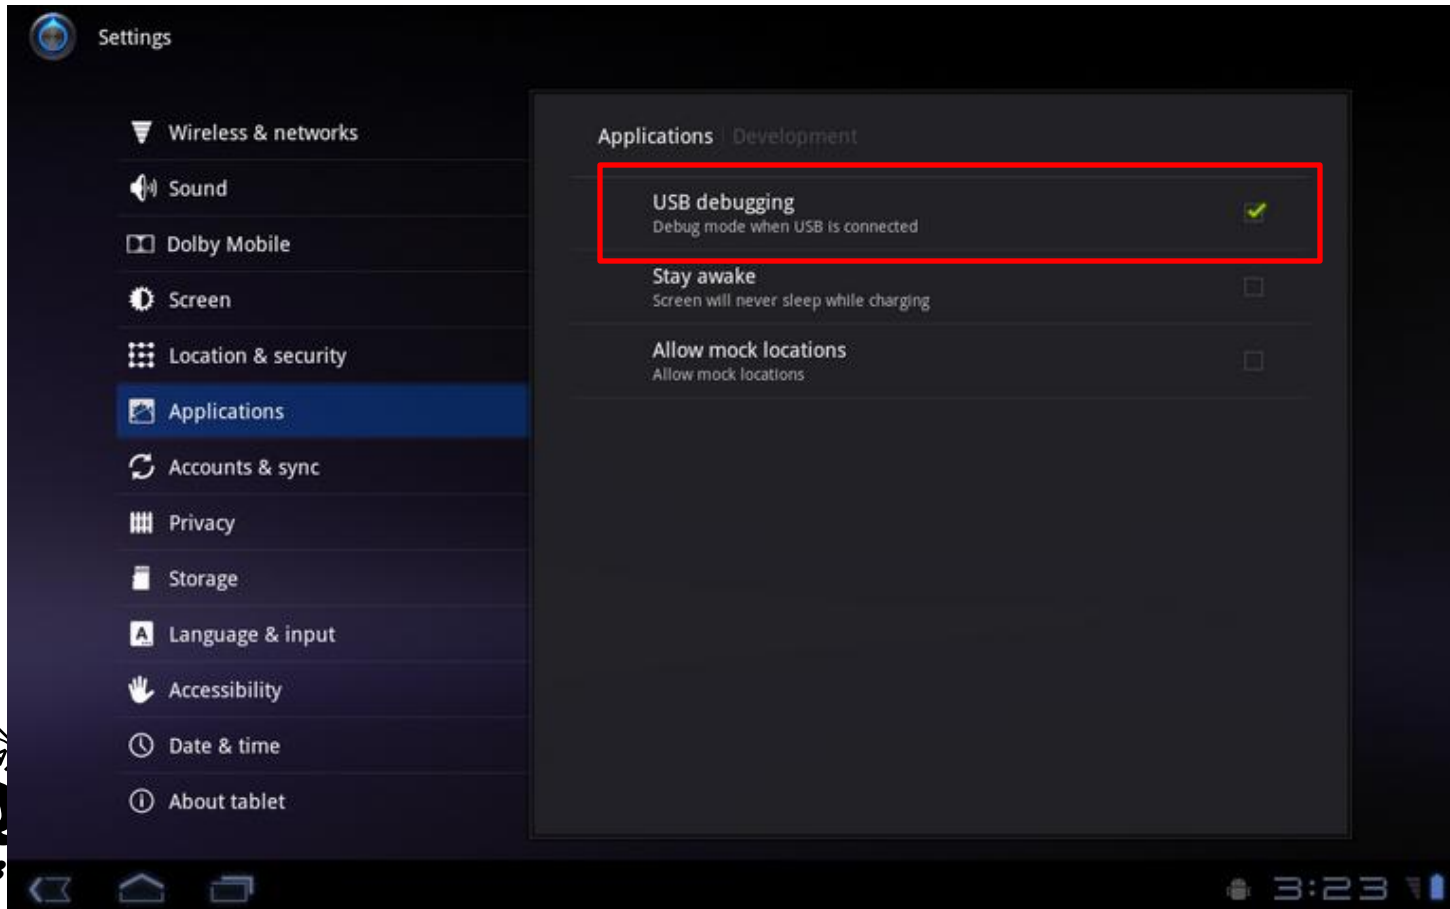 Settings
Wireless & networks
Sound
Dolby Mobile
Screen
Location & security
Applications
Accounts & sync
Privacy
Storage
Language & input
Accessibility
Date & time
About tablet
Applications Development
USB debugging
Debug mode when USB is connected
Stay awake
Screen will never sleep while charging
Allow mock locations
Allow mock locations
3:23